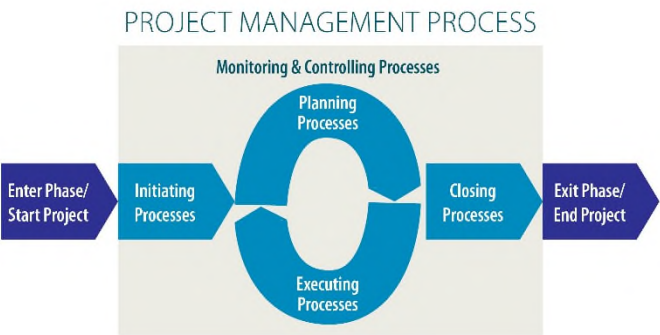 PROJECT MANAGEMENT PROCESS
Monitoring & Controlling Processes
Planning
Processes
Enter Phase/
Start Project
Initiating
Processes
Closing
Processes
Exit Phase/
End Project
Executing
Processes